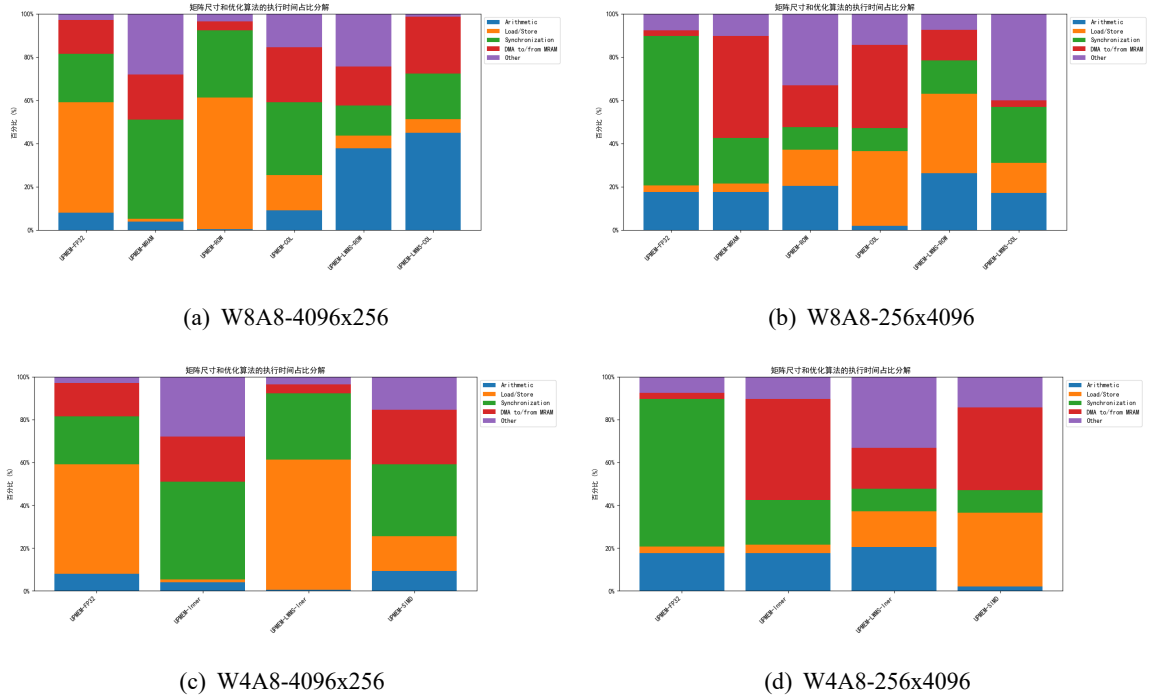 矩阵尺寸和优化算法的执行时间占比分解
Arithmetic
Load/Store
Synchronization
DMA to/from MRAM
Other
百分比 (%)
100%
80%
60%
40%
20%
0%
UPMEM-FP32
UPMEM-MRAM
UPMEM-ROW
UPMEM-COL
UPMEM-LMNS-ROW
UPMEM-LMNS-COL
(a) W8A8-4096x256
矩阵尺寸和优化算法的执行时间占比分解
Arithmetic
Load/Store
Synchronization
DMA to/from MRAM
Other
百分比 (%)
100%
80%
60%
40%
20%
0%
UPMEM-FP32
UPMEM-MRAM
UPMEM-ROW
UPMEM-COL
UPMEM-LMNS-ROW
UPMEM-LMNS-COL
(b) W8A8-256x4096
矩阵尺寸和优化算法的执行时间占比分解
Arithmetic
Load/Store
Synchronization
DMA to/from MRAM
Other
百分比 (%)
100%
80%
60%
40%
20%
0%
UPMEM-FP32
UPMEM-Inner
UPMEM-LMNS-Iner
UPMEM-SIMD
(c) W4A8-4096x256
矩阵尺寸和优化算法的执行时间占比分解
Arithmetic
Load/Store
Synchronization
DMA to/from MRAM
Other
百分比 (%)
100%
80%
60%
40%
20%
0%
UPMEM-FP32
UPMEM-Inner
UPMEM-LMNS-Iner
UPMEM-SIMD
(d) W4A8-256x4096